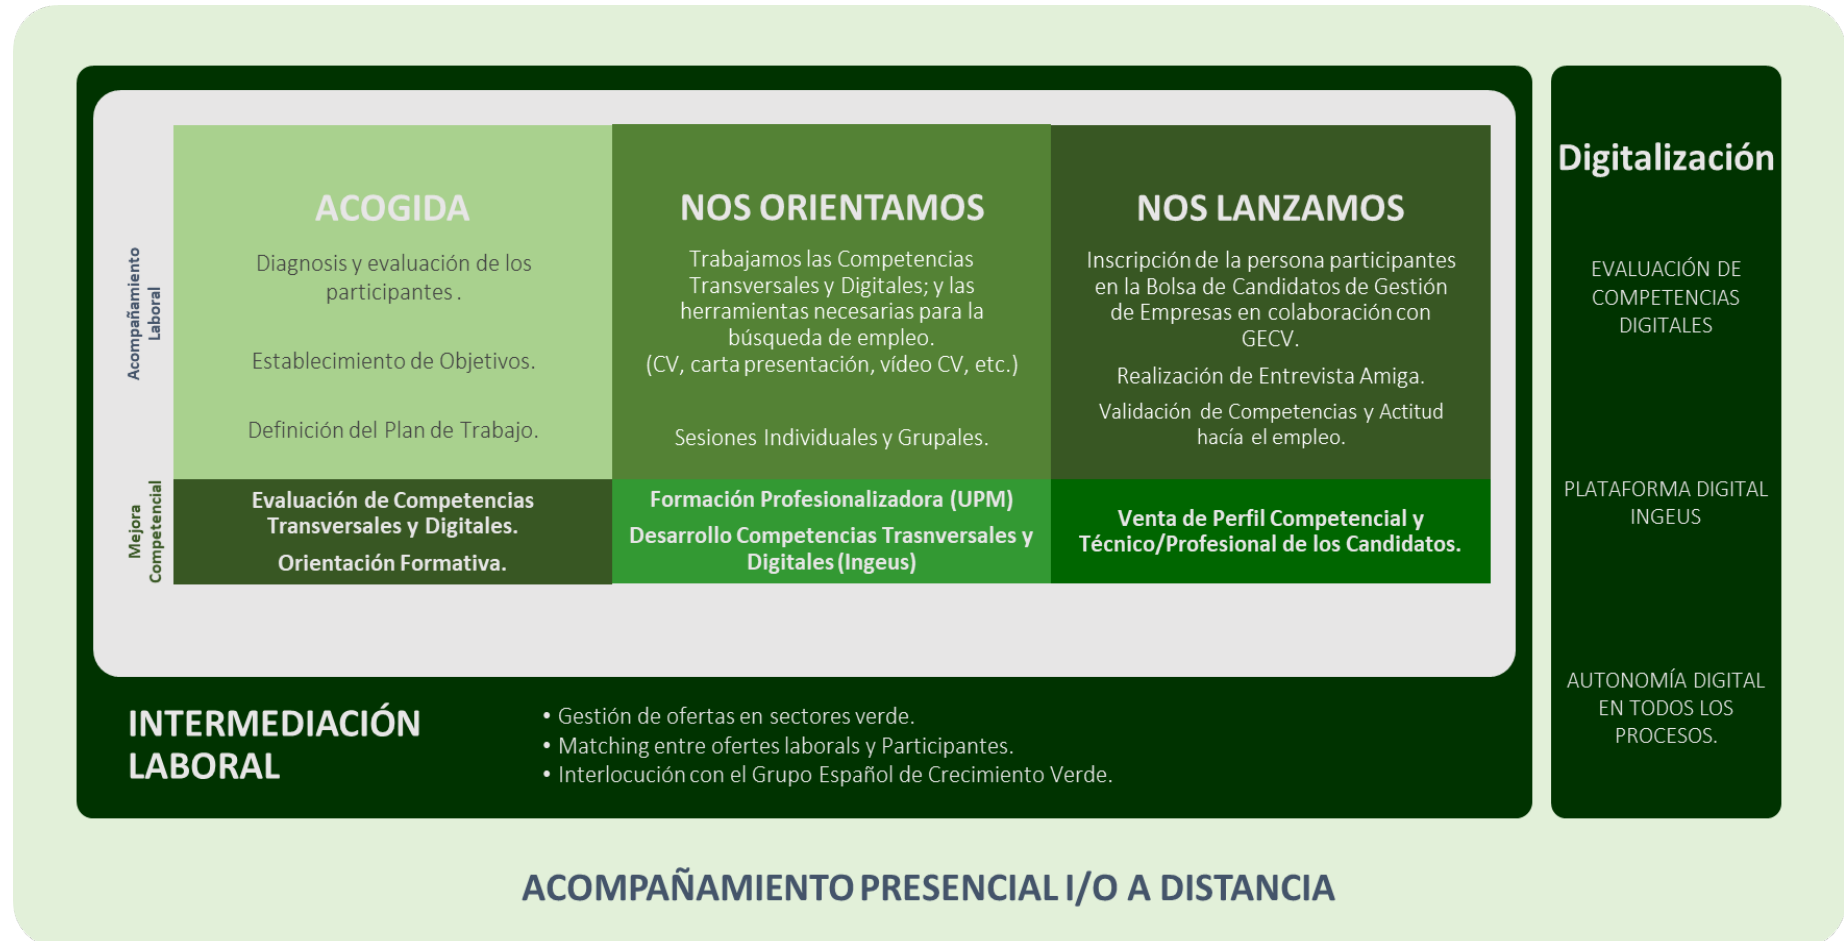 Acompañamiento
Laboral
ACOGIDA
Diagnosis y evaluación de los
participantes .
Establecimiento de Objetivos.
Definición del Plan de Trabajo.
NOS ORIENTAMOS
Trabajamos las Competencias
Transversales y Digitales; y las
herramientas necesarias para la
búsqueda de empleo.
(CV, carta presentación, vídeo CV, etc.)
Sesiones Individuales y Grupales.
NOS LANZAMOS
Inscripción de la persona participantes
en la Bolsa de Candidatos de Gestión
de Empresas en colaboración con
GECV.
Realización de Entrevista Amiga.
Validación de Competencias y Actitud
hacía el empleo.
Mejora
Competencial
Evaluación de Competencias
Transversales y Digitales.
Orientación Formativa.
Formación Profesionalizadora (UPM)
Desarrollo Competencias Trasnversales y
Digitales (Ingeus)
Venta de Perfil Competencial y
Técnico/Profesional de los Candidatos.
INTERMEDIACIÓN
LABORAL
• Gestión de ofertas en sectores verde.
• Matching entre ofertes laborals y Participantes.
• Interlocución con el Grupo Español de Crecimiento Verde.
Digitalización
EVALUACIÓN DE
COMPETENCIAS
DIGITALES
PLATAFORMA DIGITAL
INGEUS
AUTONOMÍA DIGITAL
EN TODOS LOS
PROCESOS.
ACOMPAÑAMIENTO PRESENCIAL I/O A DISTANCIA